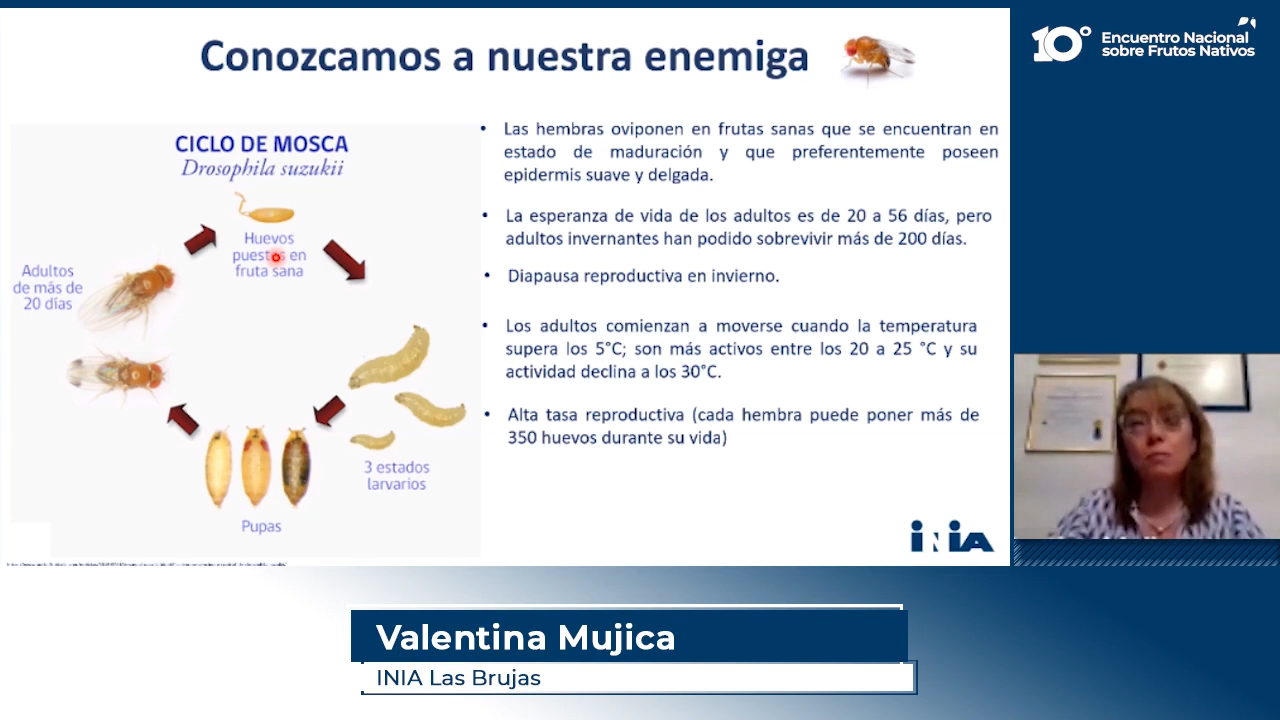 Conozcamos a nuestra enemiga
10° Encuentro Nacional
sobre Frutos Nativos
CICLO DE MOSCA
Drosophila suzukii
Huevos
puestos en
fruta sana
Adultos
de más de
20 días
3 estados
larvarios
Pupas
• Las hembras oviponen en frutas sanas que se encuentran en
estado de maduración y que preferentemente poseen
epidermis suave y delgada.
• La esperanza de vida de los adultos es de 20 a 56 días, pero
adultos invernantes han podido sobrevivir más de 200 días.
• Diapausa reproductiva en invierno.
• Los adultos comienzan a moverse cuando la temperatura
supera los 5°C; son más activos entre los 20 a 25 °C y su
actividad declina a los 30°C.
• Alta tasa reproductiva (cada hembra puede poner más de
350 huevos durante su vida)
INIA
Valentina Mujica
INIA Las Brujas